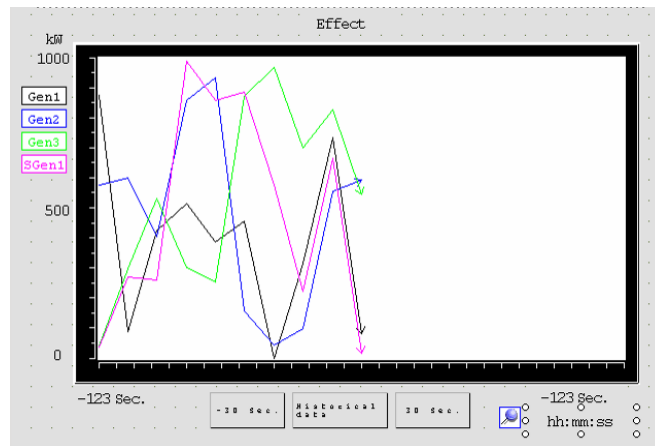 Effect
kW
1000
Gen1
Gen2
Gen3
SGen1
500
0
-123 Sec.
-30 Sec.
Historical
data
30 Sec.
-123 Sec.
hh:mm:ss